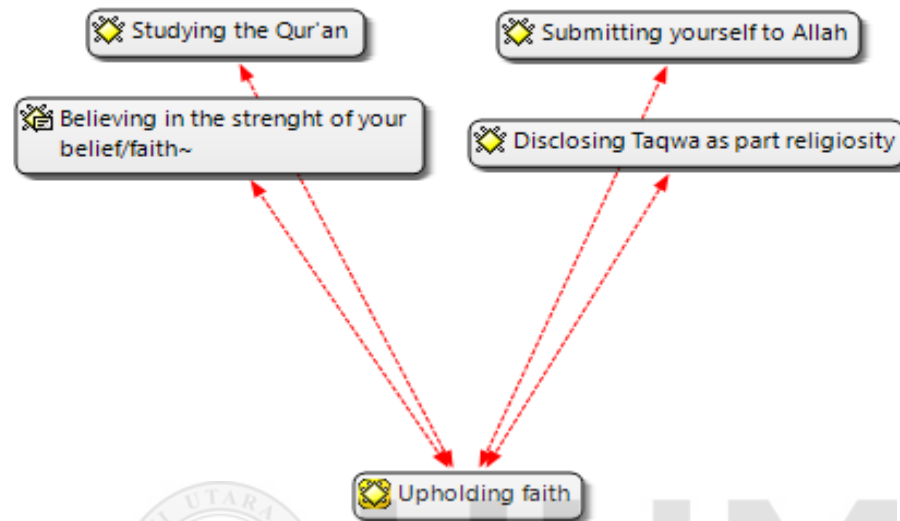 Studying the Qur'an
Submitting yourself to Allah
Believing in the strenght of your
belief/faith~
Disclosing Taqwa as part religiosity
Upholding faith
UTARA